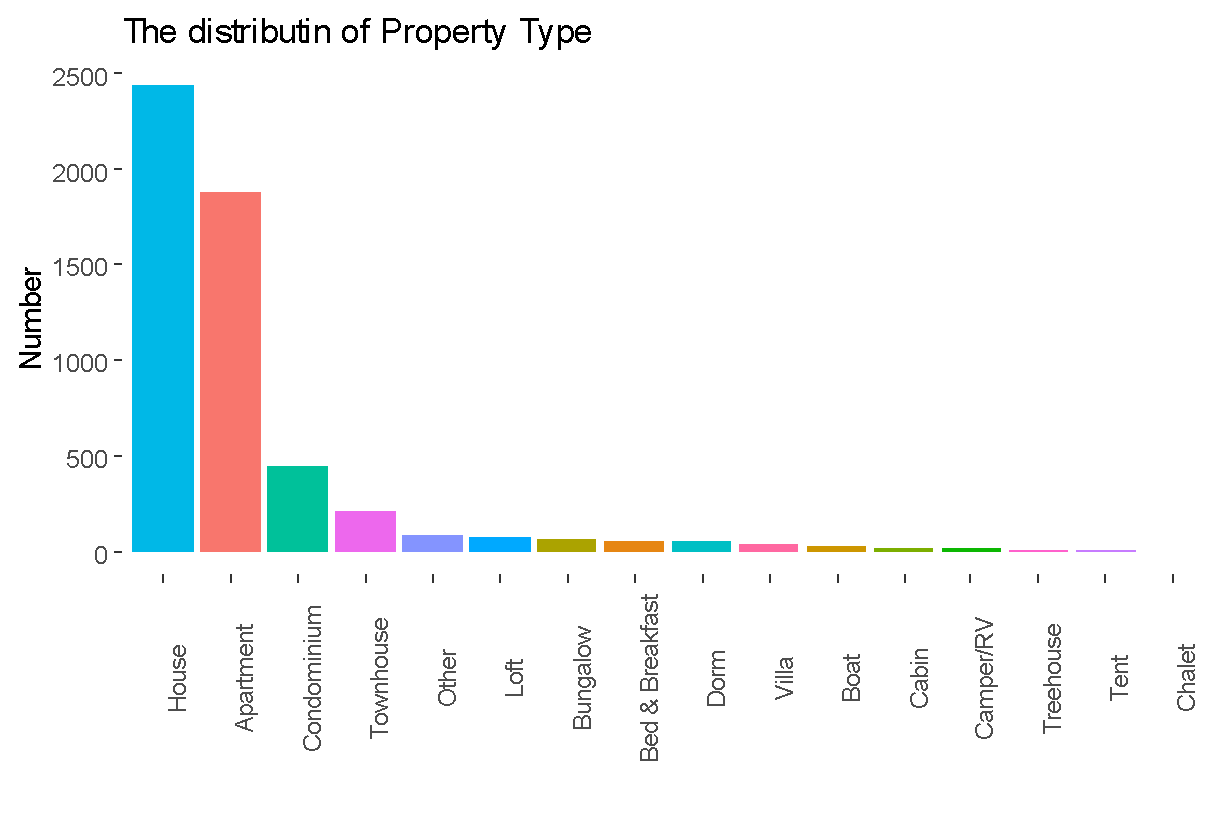 The distributin of Property Type
Number
2500
2000
1500
1000
500
0
House
Apartment
Condominium
Townhouse
Other
Loft
Bungalow
Bed & Breakfast
Dorm
Villa
Boat
Cabin
Camper/RV
Treehouse
Tent
Chalet